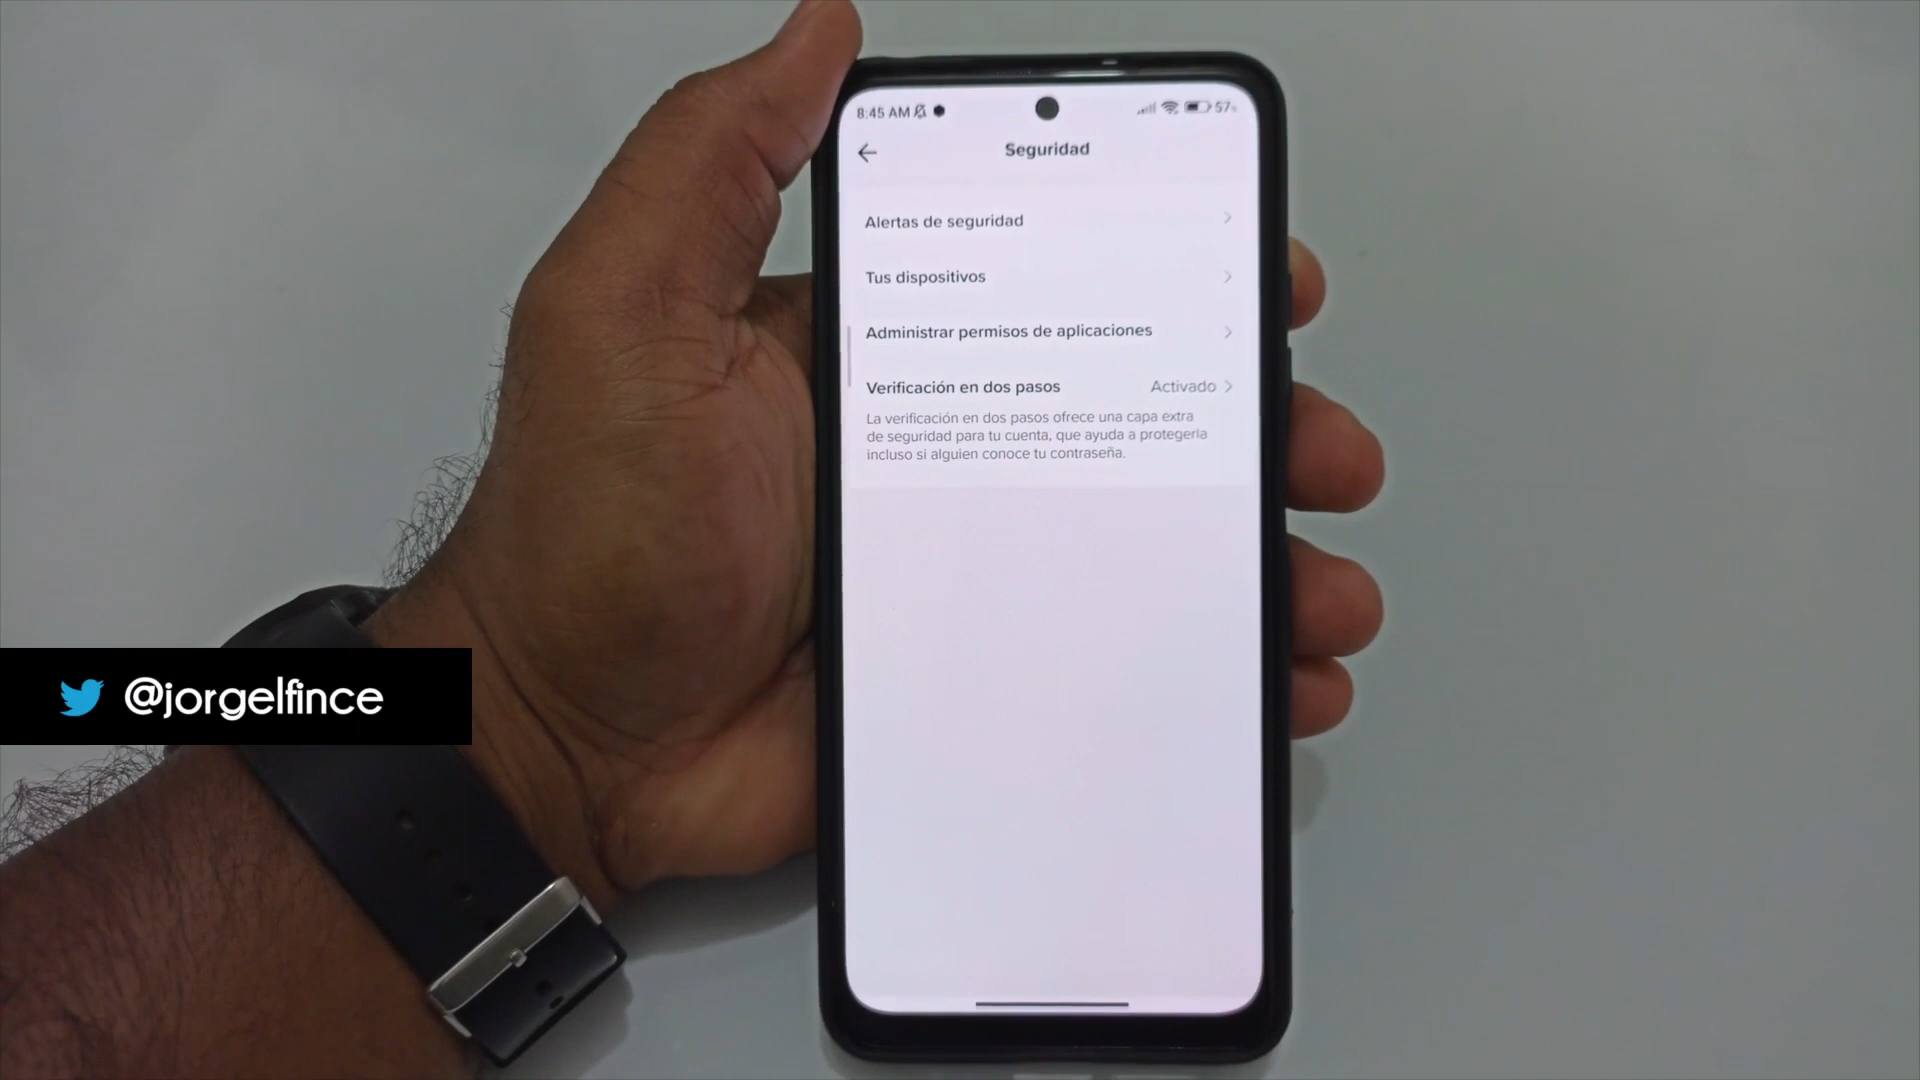 8:45 AM
57%
Seguridad
Alertas de seguridad
Tus dispositivos
Administrar permisos de aplicaciones
Verificación en dos pasos Activado
La verificación en dos pasos ofrece una capa extra
de seguridad para tu cuenta, que ayuda a protegerla
incluso si alguien conoce tu contraseña.
@jorgelfince